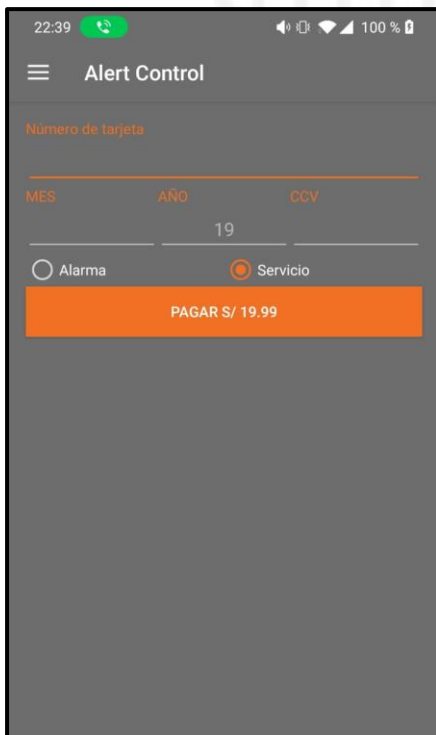 22:39 100 %
Alert Control
Número de tarjeta
MES AÑO CCV
19
Alarma Servicio
PAGAR S/ 19.99